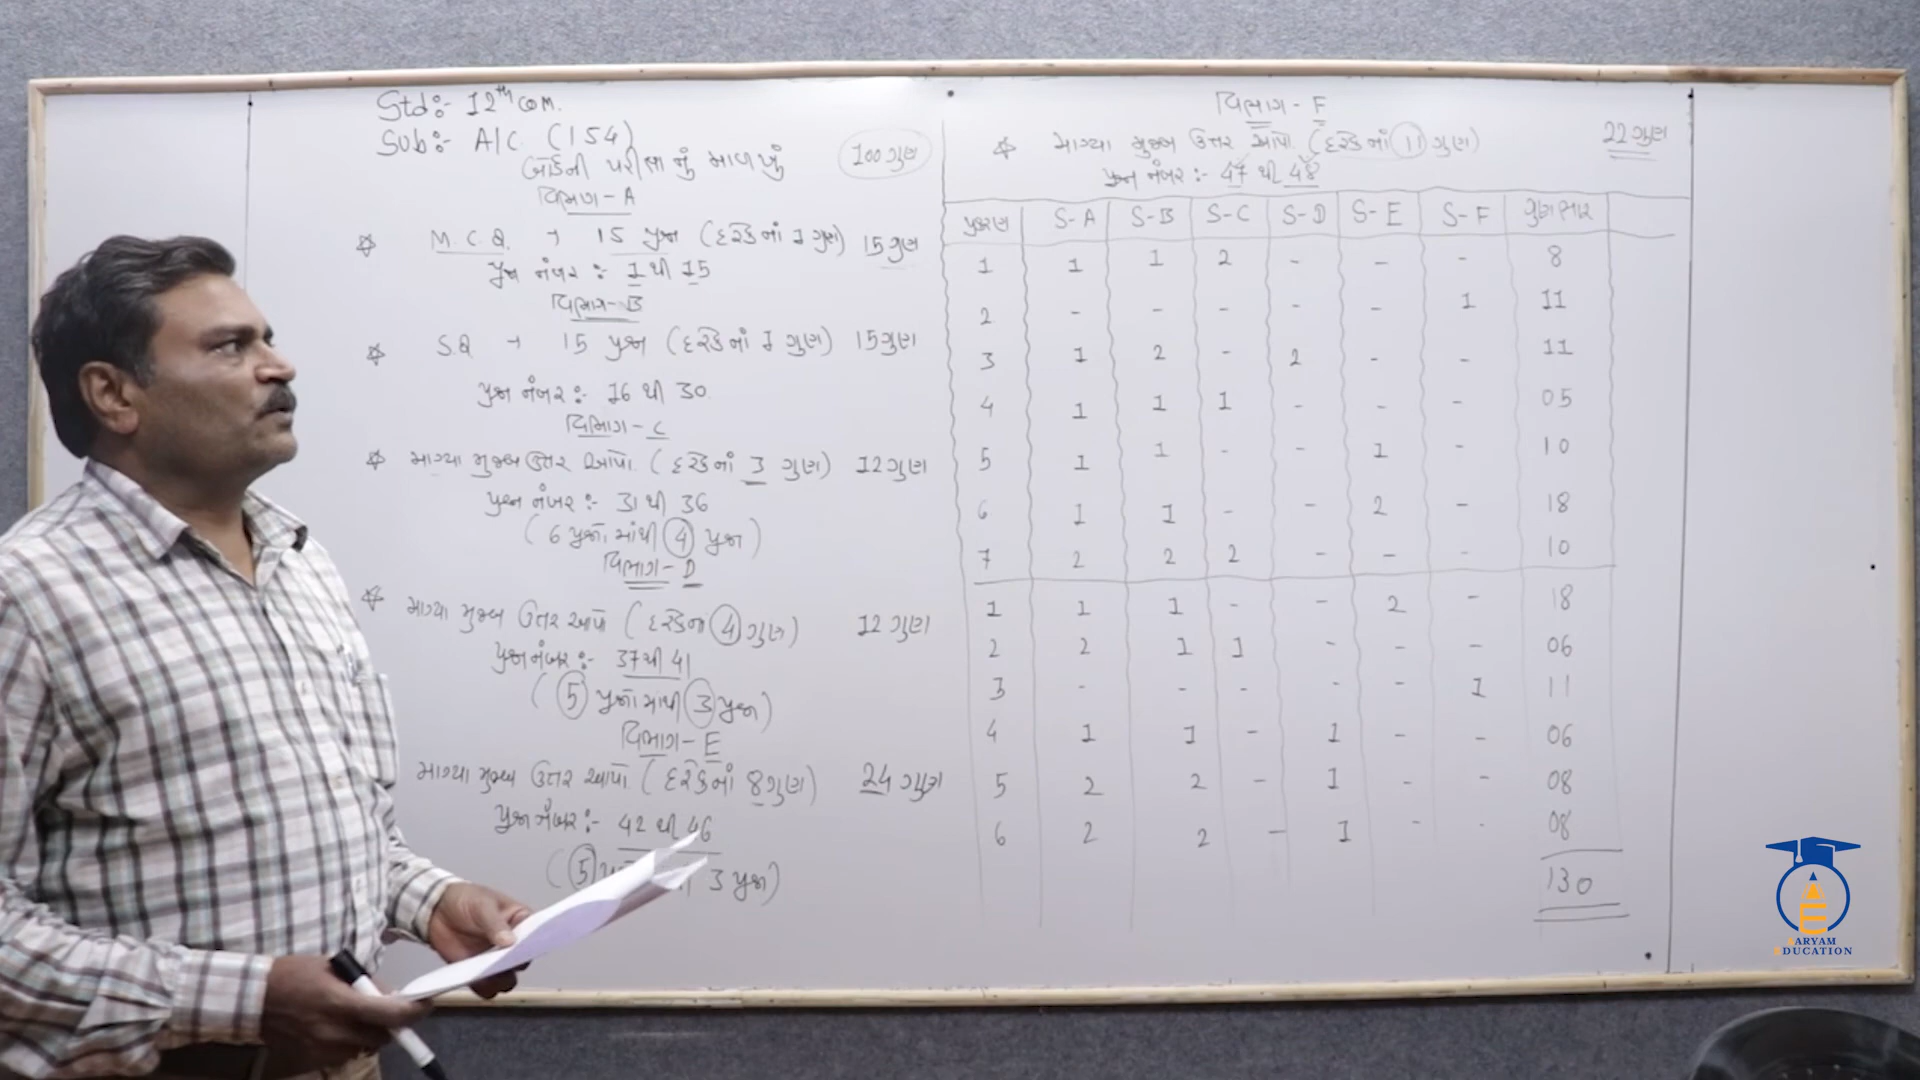 Std:- 12th com.
Sub:- A/C (154)
બોર્ડની પરીક્ષાનું માળખું
100 ગુણ
વિભાગ - A
☆ M.C.Q. → 15 પ્રશ્ન (દરેકનાં 1 ગુણ) 15 ગુણ
પ્રશ્ન નંબર :- 1 થી 15
વિભાગ - B
☆ S.Q → 15 પ્રશ્ન (દરેકનાં 1 ગુણ) 15 ગુણ
પ્રશ્ન નંબર :- 16 થી 30
વિભાગ - C
☆ માગ્યા મુજબ ઉત્તર આપો. (દરેકનાં 3 ગુણ) 12 ગુણ
પ્રશ્ન નંબર :- 31 થી 36
(6 પ્રશ્નો માંથી 4 પ્રશ્ન)
વિભાગ - D
☆ માગ્યા મુજબ ઉત્તર આપો (દરેકના 4 ગુણ) 12 ગુણ
પ્રશ્ન નંબર :- 37 થી 41
(5 પ્રશ્નો માંથી 3 પ્રશ્ન)
વિભાગ - E
માગ્યા મુજબ ઉત્તર આપો (દરેકનાં 8 ગુણ) 24 ગુણ
પ્રશ્ન નંબર :- 42 થી 46
(5 3 પ્રશ્ન)
વિભાગ - F
☆ માગ્યા મુજબ ઉત્તર આપો. (દરેકનાં 11 ગુણ) 22 ગુણ
પ્રશ્ન નંબર :- 47 થી 48
પ્રકરણ S-A S-B S-C S-D S-E S-F ગુણભાર
1 1 1 2 - - - 8
2 - - - - - 1 11
3 1 2 - 2 - - 11
4 1 1 1 - - - 05
5 1 1 - - 1 - 10
6 1 1 - - 2 - 18
7 2 2 2 - - - 10
1 1 1 - - 2 - 18
2 2 1 1 - - - 06
3 - - - - - 1 11
4 1 1 - 1 - - 06
5 2 2 - 1 - - 08
6 2 2 - 1 - - 08
130
AARYAM
EDUCATION